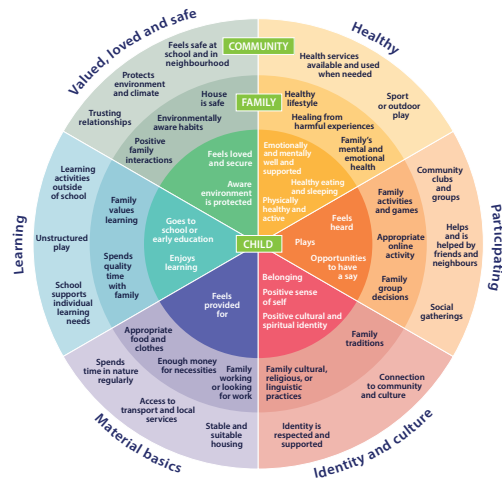 Valued, loved and safe
Feels safe at
school and in
neighbourhood
Protects
environment
and climate
Trusting
relationships
House
is safe
Environmentally
aware habits
Positive
family
interactions
Feels loved
and secure
Aware
environment
is protected
COMMUNITY
FAMILY
CHILD
Healthy
Health services
available and used
when needed
Sport
or outdoor
play
Healthy
lifestyle
Healing from
harmful experiences
Family's
mental and
emotional
health
Emotionally
and mentally
well and
supported
Healthy eating
and sleeping
Physically
healthy and
active
Participating
Community
clubs
and
groups
Helps
and is
helped by
friends and
neighbours
Social
gatherings
Family
activities
and games
Appropriate
online
activity
Family
group
decisions
Feels
heard
Plays
Opportunities
to have
a say
Identity and culture
Belonging
Positive sense
of self
Positive cultural and
spiritual identity
Family
traditions
Family cultural,
religious, or
linguistic
practices
Connection
to community
and culture
Identity is
respected and
supported
Material basics
Feels
provided
for
Appropriate
food and
clothes
Enough money
for necessities
Family
working
or looking
for work
Spends
time in nature
regularly
Access to
transport and local
services
Stable and
suitable
housing
Learning
Learning
activities
outside
of school
Unstructured
play
School
supports
individual
learning
needs
Family
values
learning
Spends
quality
time
with
family
Goes to
school or
early education
Enjoys
learning